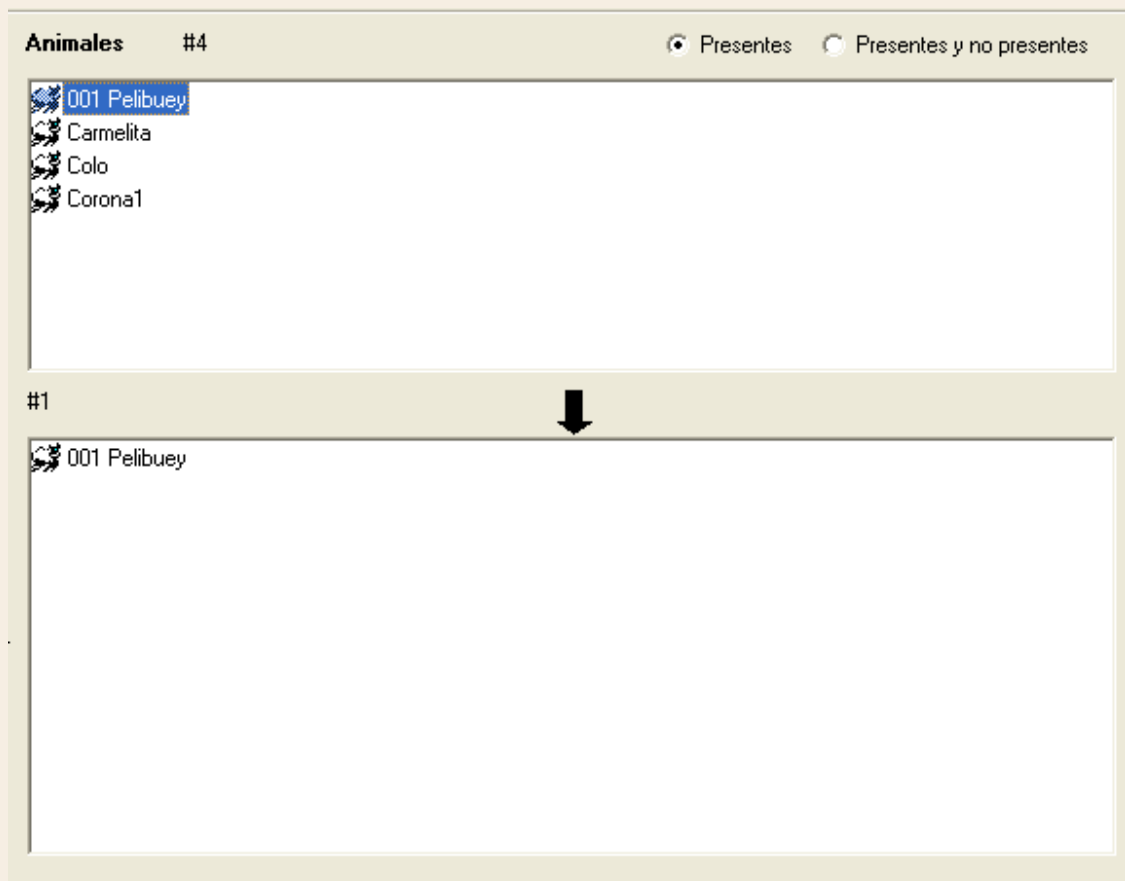 Animales #4 Presentes Presentes y no presentes
001 Pelibuey
Carmelita
Colo
Corona1
#1
001 Pelibuey